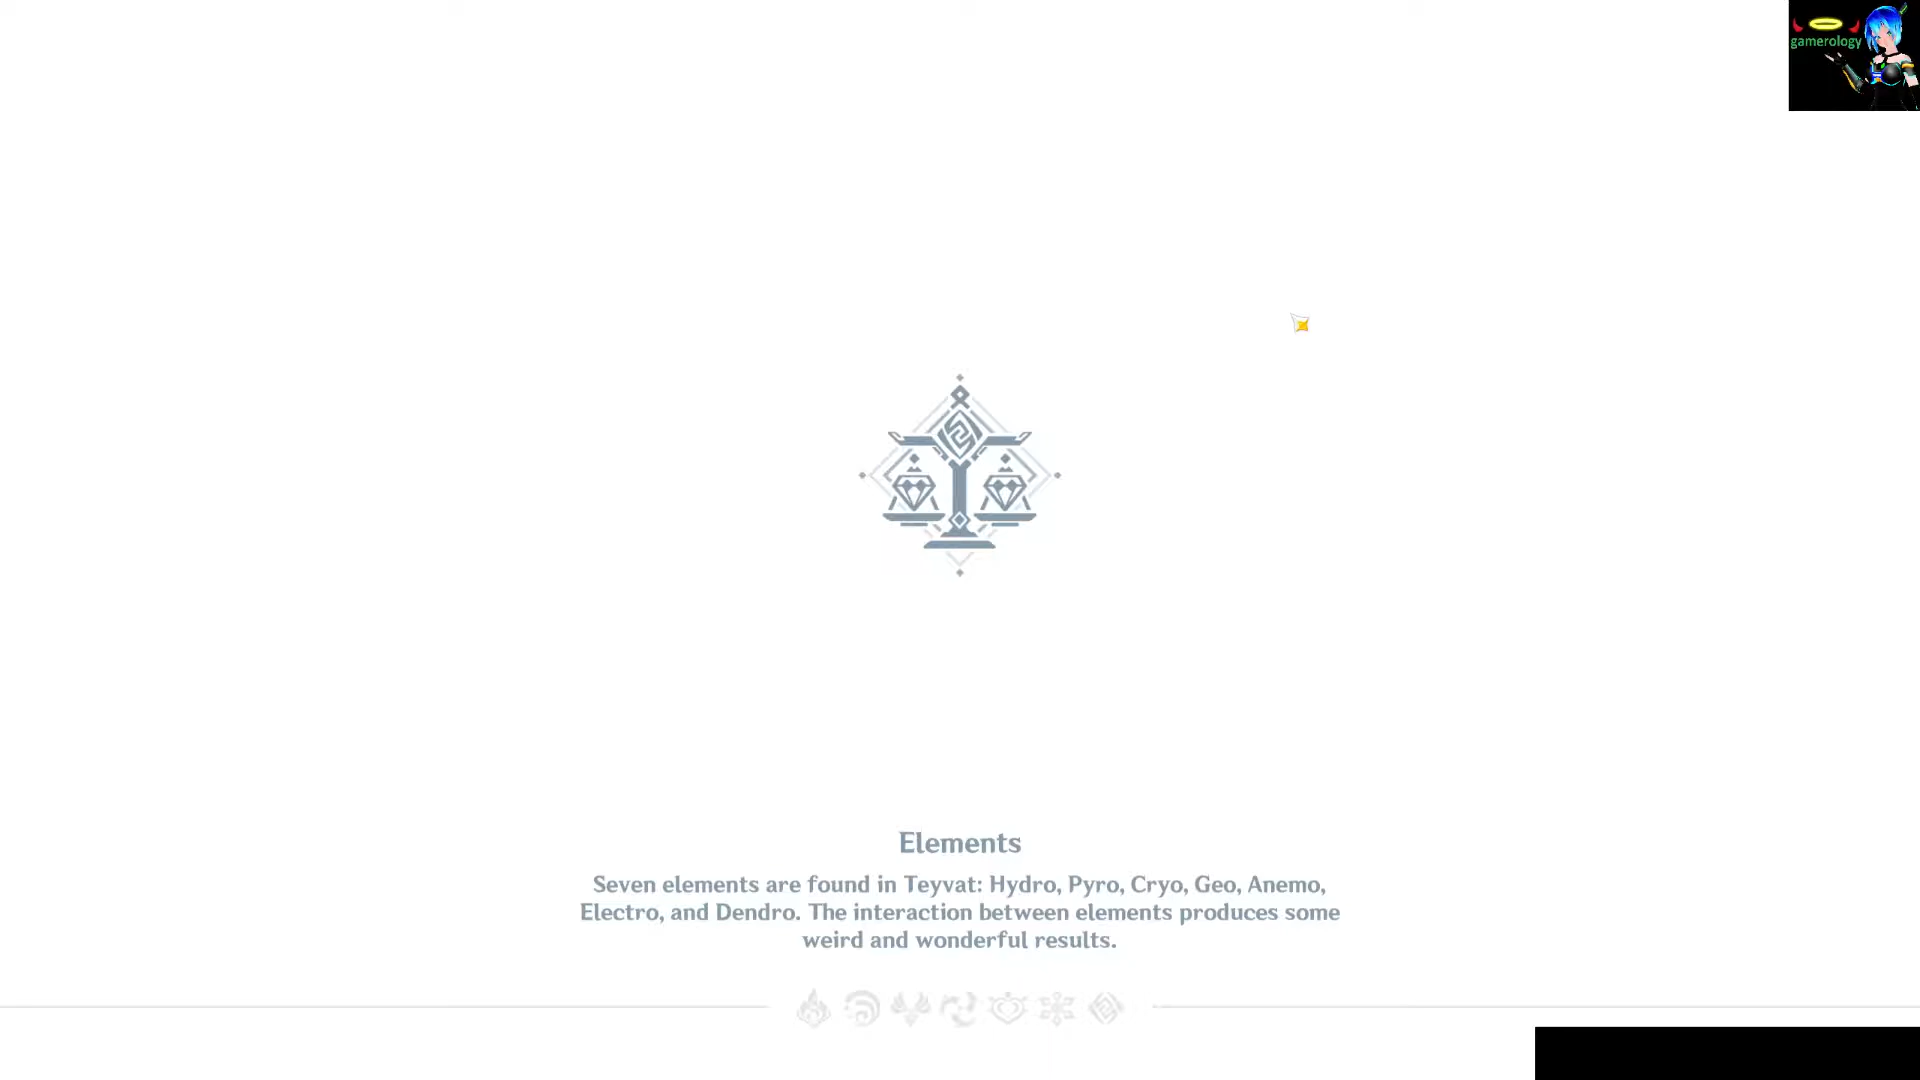 gamerology
Elements
Seven elements are found in Teyvat: Hydro, Pyro, Cryo, Geo, Anemo,
Electro, and Dendro. The interaction between elements produces some
weird and wonderful results.